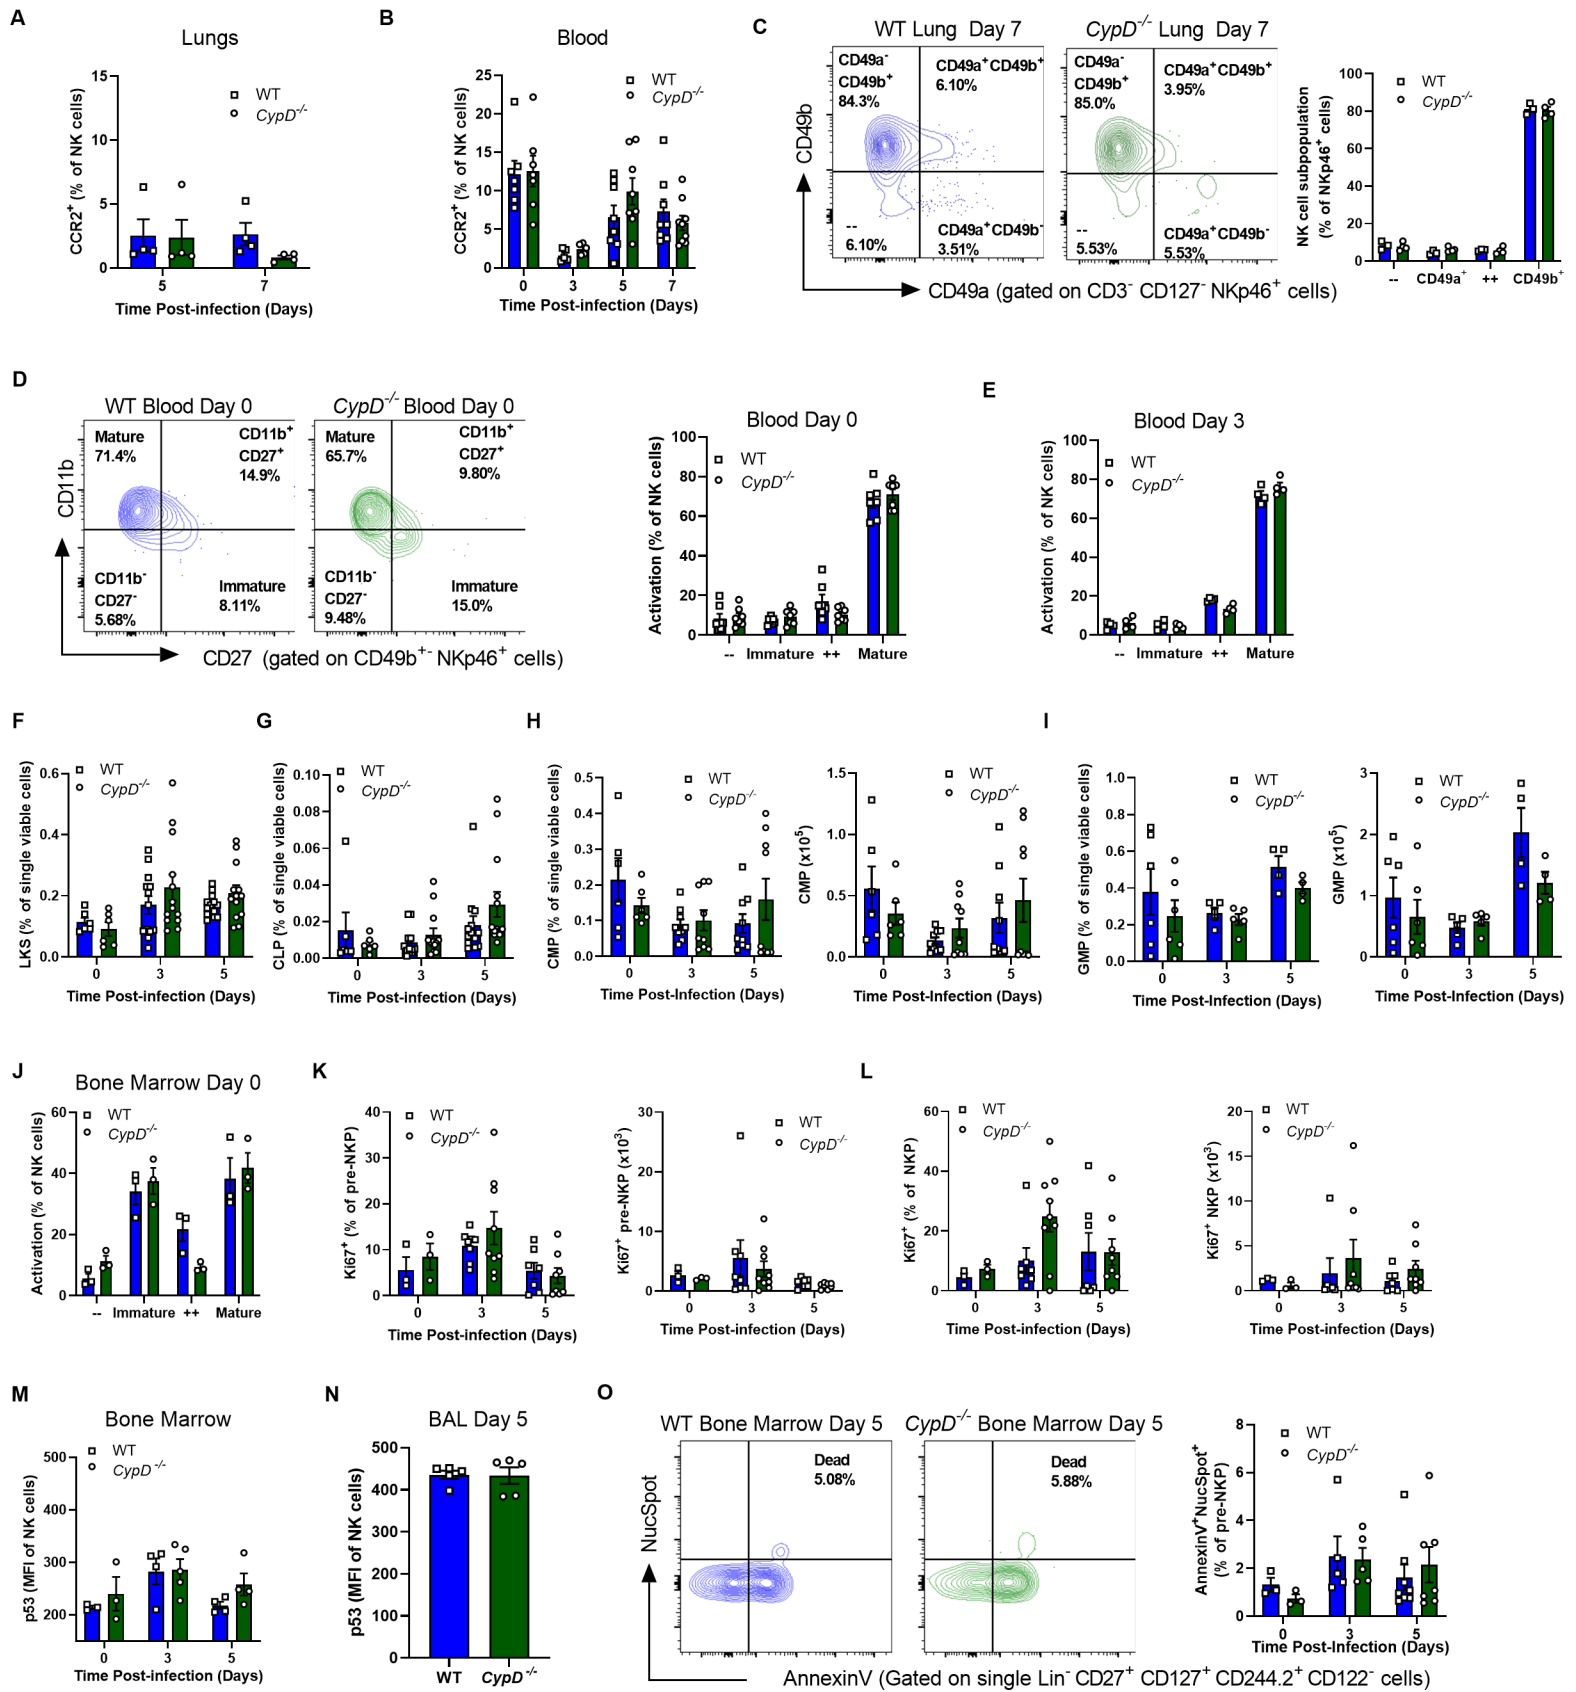 A
Lungs
CCR2+ (% of NK cells)
15
10
5
0
WT
CypD-/-
5 7
Time Post-infection (Days)
B
Blood
CCR2+ (% of NK cells)
25
20
15
10
5
0
WT
CypD-/-
0 3 5 7
Time Post-infection (Days)
C
WT Lung Day 7
CypD-/- Lung Day 7
CD49b
CD49a-
CD49b+
84.3%
CD49a+CD49b+
6.10%
--
6.10%
CD49a+CD49b-
3.51%
CD49a-
CD49b+
85.0%
CD49a+CD49b+
3.95%
--
5.53%
CD49a+CD49b-
5.53%
CD49a (gated on CD3- CD127- NKp46+ cells)
NK cell subpopulation
(% of NKp46+ cells)
100
80
60
40
20
0
WT
CypD-/-
-- CD49a+ ++ CD49b+
D
WT Blood Day 0
CypD-/- Blood Day 0
CD11b
Mature
71.4%
CD11b+
CD27+
14.9%
CD11b-
CD27-
5.68%
Immature
8.11%
Mature
65.7%
CD11b+
CD27+
9.80%
CD11b-
CD27-
9.48%
Immature
15.0%
CD27 (gated on CD49b+- NKp46+ cells)
Blood Day 0
Activation (% of NK cells)
100
80
60
40
20
0
WT
CypD-/-
-- Immature ++ Mature
E
Blood Day 3
Activation (% of NK cells)
100
80
60
40
20
0
WT
CypD-/-
-- Immature ++ Mature
F
LKS (% of single viable cells)
0.6
0.4
0.2
0.0
WT
CypD-/-
0 3 5
Time Post-infection (Days)
G
CLP (% of single viable cells)
0.10
0.08
0.06
0.04
0.02
0.00
WT
CypD-/-
0 3 5
Time Post-infection (Days)
H
CMP (% of single viable cells)
0.5
0.4
0.3
0.2
0.1
0.0
WT
CypD-/-
0 3 5
Time Post-Infection (Days)
CMP (x10^5)
1.5
1.0
0.5
0.0
WT
CypD-/-
0 3 5
Time Post-Infection (Days)
I
GMP (% of single viable cells)
1.0
0.8
0.6
0.4
0.2
0.0
WT
CypD-/-
0 3 5
Time Post-Infection (Days)
GMP (x10^5)
3
2
1
0
WT
CypD-/-
0 3 5
Time Post-Infection (Days)
J
Bone Marrow Day 0
Activation (% of NK cells)
60
40
20
0
WT
CypD-/-
-- Immature ++ Mature
K
Ki67+ (% of pre-NKP)
40
30
20
10
0
WT
CypD-/-
0 3 5
Time Post-infection (Days)
Ki67+ pre-NKP (x10^3)
30
20
10
0
WT
CypD-/-
0 3 5
Time Post-infection (Days)
L
Ki67+ (% of NKP)
60
40
20
0
WT
CypD-/-
0 3 5
Time Post-infection (Days)
Ki67+ NKP (x10^3)
20
15
10
5
0
WT
CypD-/-
0 3 5
Time Post-infection (Days)
M
Bone Marrow
p53 (MFI of NK cells)
500
400
300
200
WT
CypD-/-
0 3 5
Time Post-infection (Days)
N
BAL Day 5
p53 (MFI of NK cells)
500
400
300
200
100
0
WT CypD-/-
O
WT Bone Marrow Day 5
CypD-/- Bone Marrow Day 5
NucSpot
Dead
5.08%
Dead
5.88%
AnnexinV (Gated on single Lin- CD27+ CD127+ CD244.2+ CD122- cells)
AnnexinV+NucSpot+
(% of pre-NKP)
8
6
4
2
0
WT
CypD-/-
0 3 5
Time Post-infection (Days)